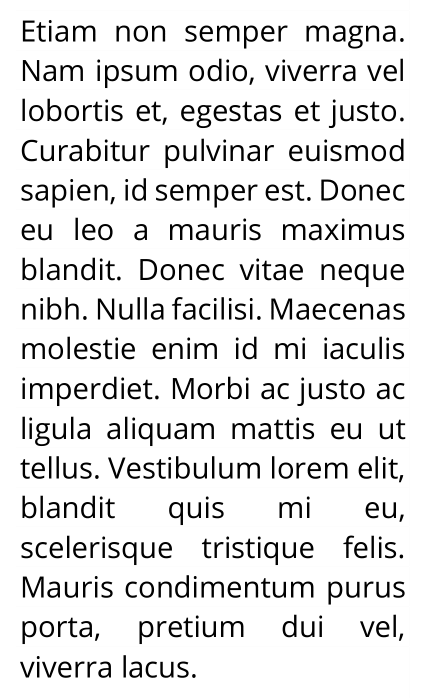 Etiam non semper magna.
Nam ipsum odio, viverra vel
lobortis et, egestas et justo.
Curabitur pulvinar euismod
sapien, id semper est. Donec
eu leo a mauris maximus
blandit. Donec vitae neque
nibh. Nulla facilisi. Maecenas
molestie enim id mi iaculis
imperdiet. Morbi ac justo ac
ligula aliquam mattis eu ut
tellus. Vestibulum lorem elit,
blandit quis mi eu,
scelerisque tristique felis.
Mauris condimentum purus
porta, pretium dui vel,
viverra lacus.